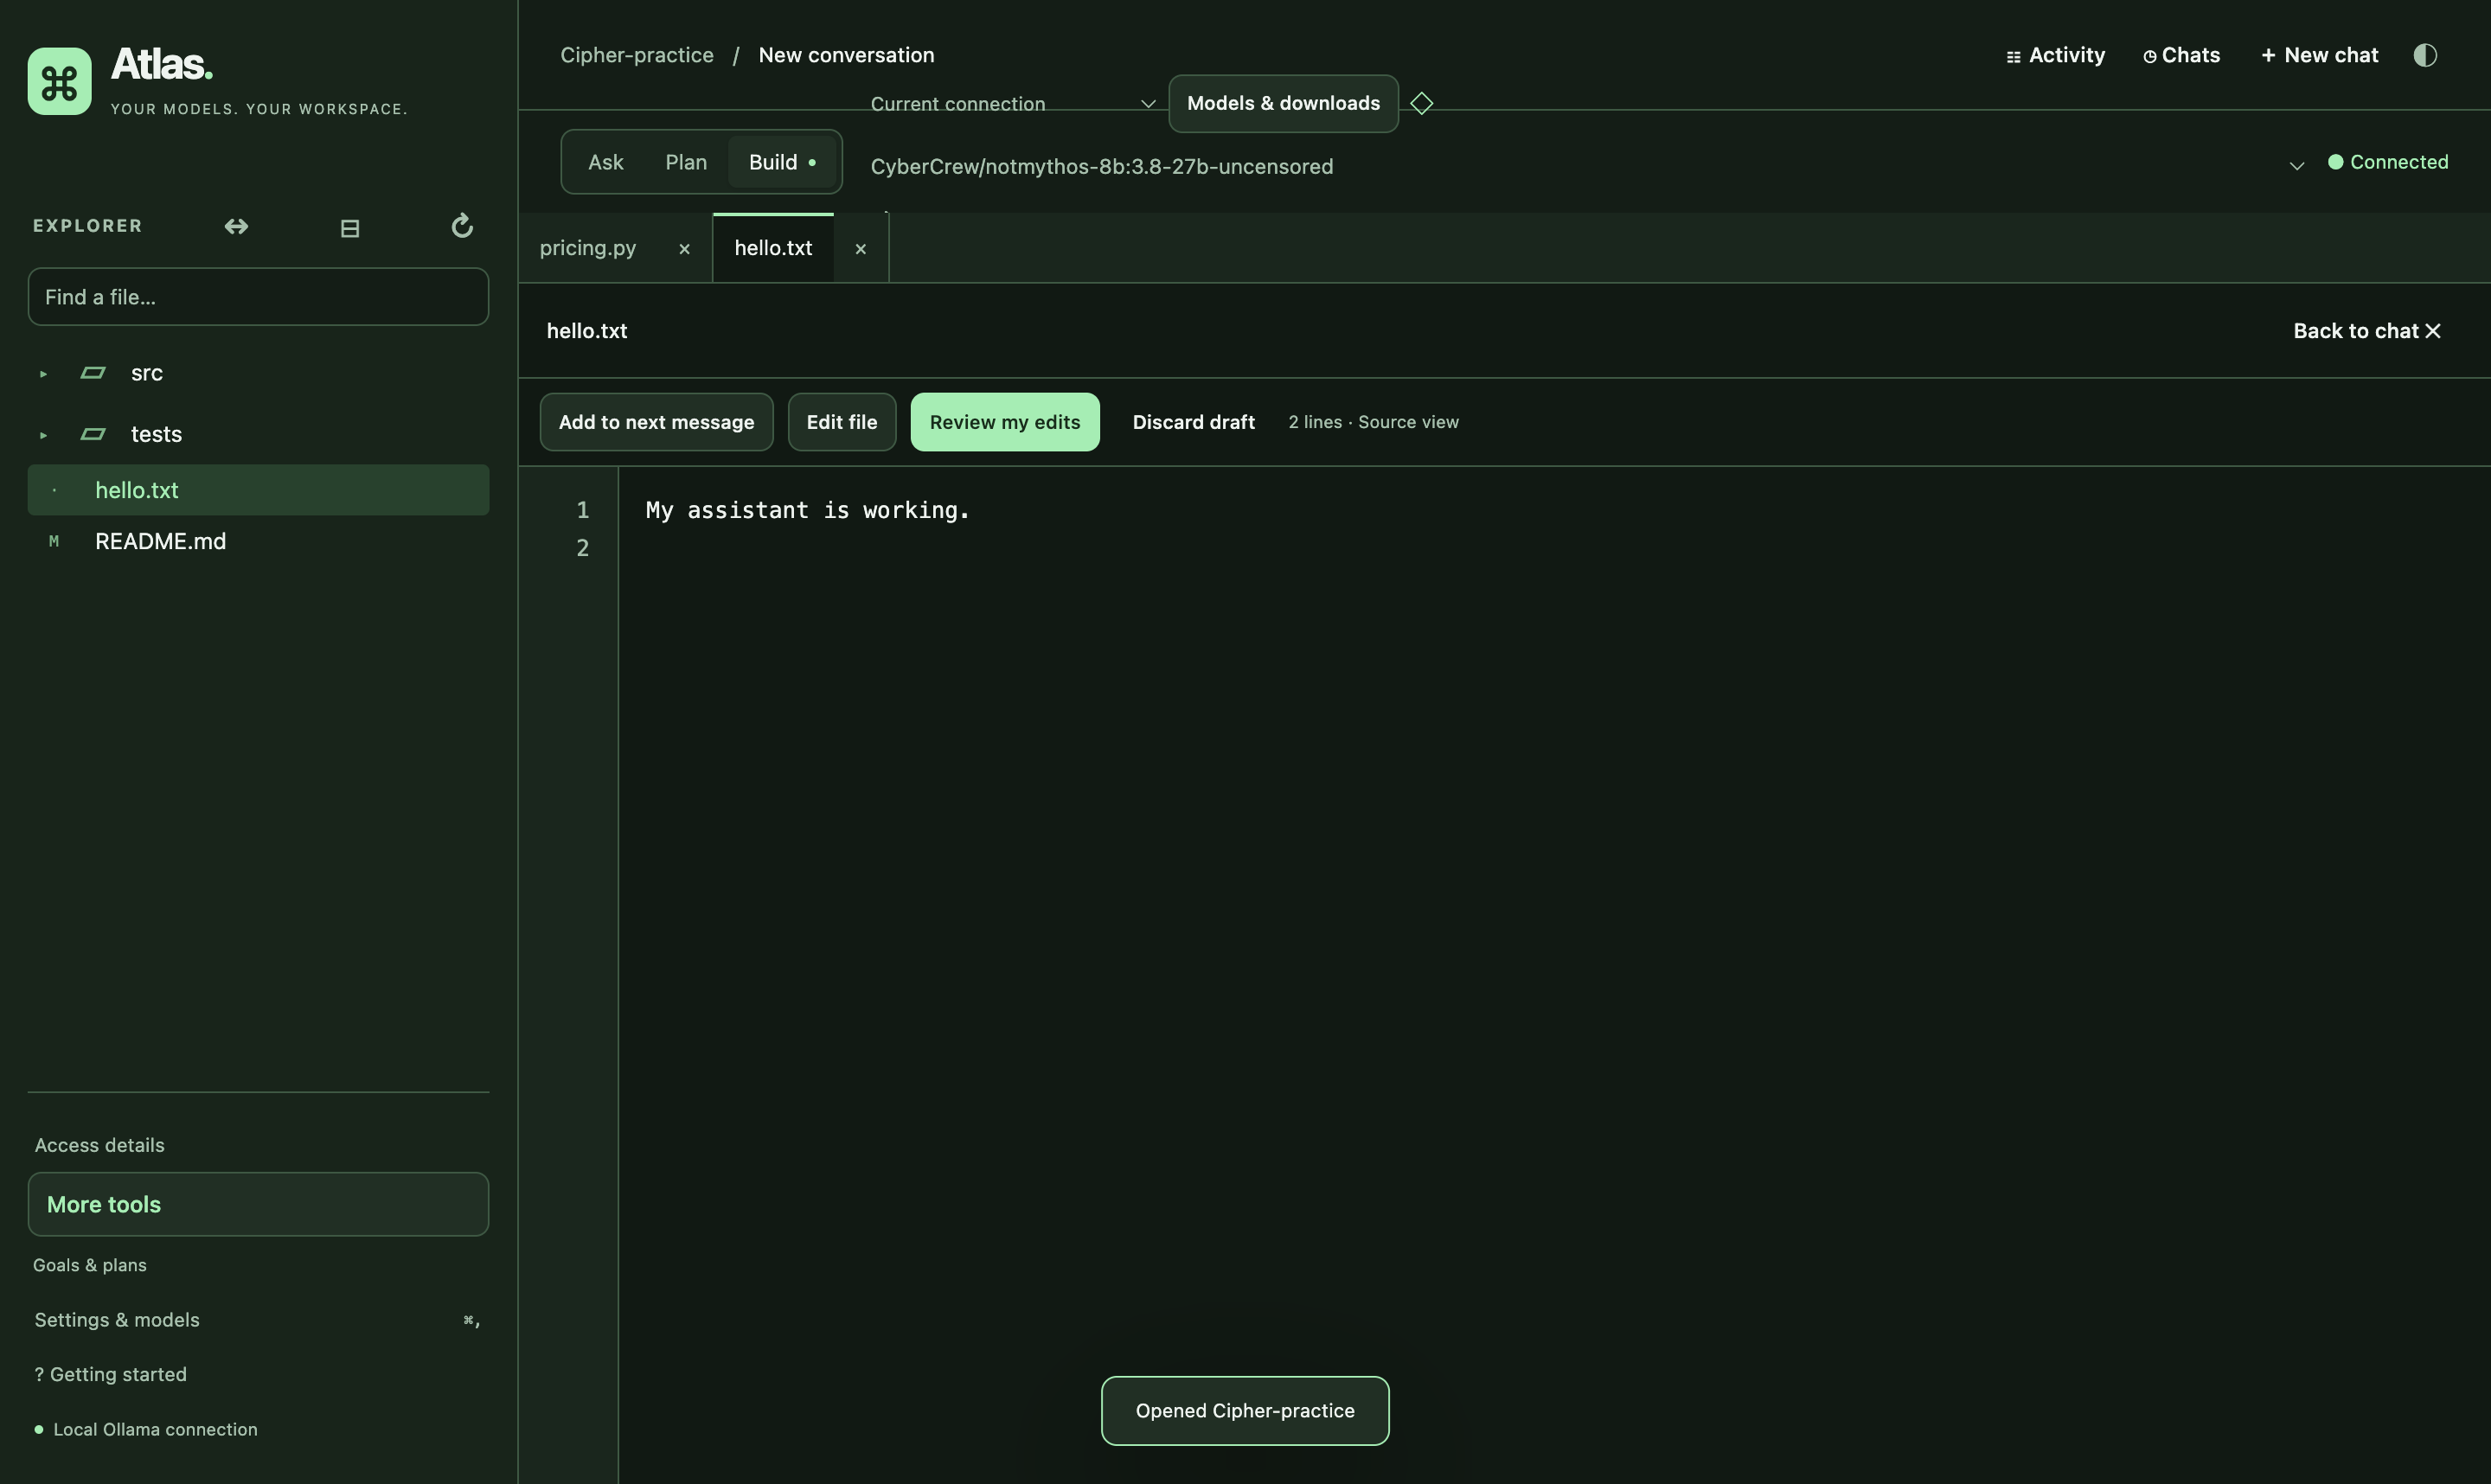 Atlas.
YOUR MODELS. YOUR WORKSPACE.
EXPLORER
Find a file...
src
tests
hello.txt
M README.md
Access details
More tools
Goals & plans
Settings & models ⌘,
? Getting started
Local Ollama connection
Cipher-practice / New conversation
Activity
Chats
+ New chat
Current connection
Models & downloads
Ask
Plan
Build
CyberCrew/notmythos-8b:3.8-27b-uncensored
Connected
pricing.py ×
hello.txt ×
hello.txt
Back to chat ×
Add to next message
Edit file
Review my edits
Discard draft
2 lines · Source view
1 My assistant is working.
2
Opened Cipher-practice